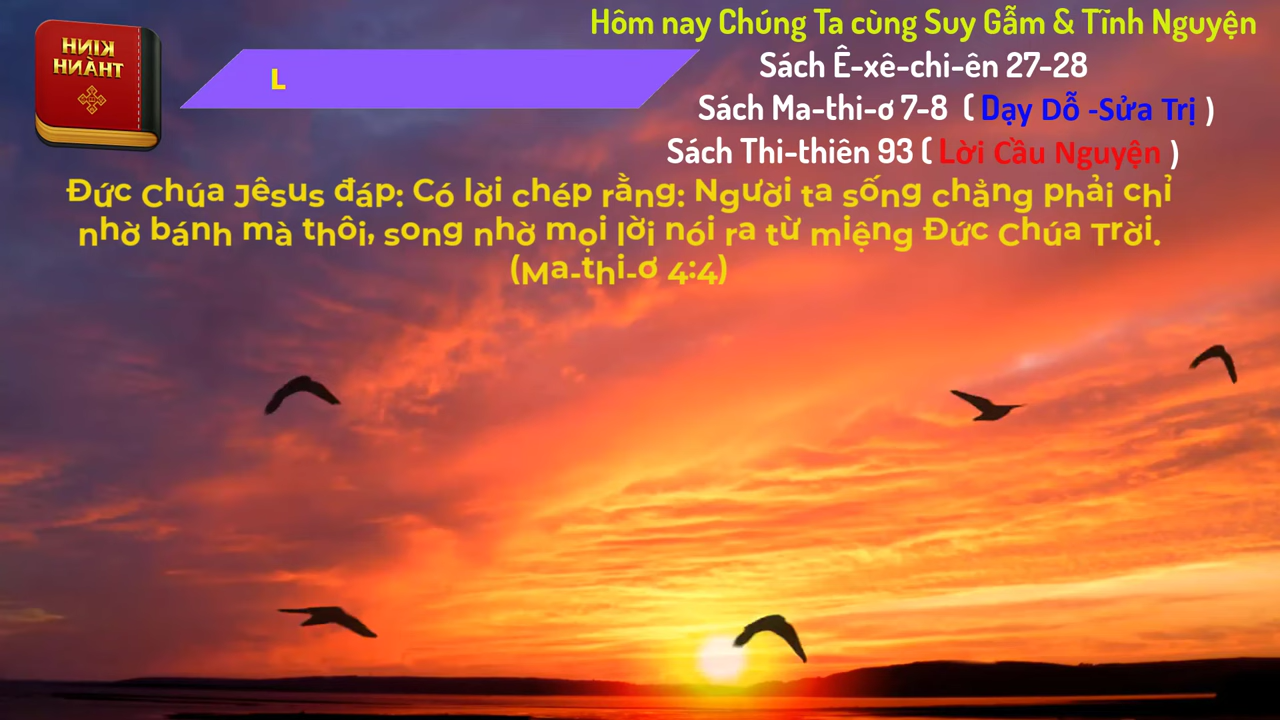 Hôm nay Chúng Ta cùng Suy Gẫm & Tĩnh Nguyện
Sách Ê-xê-chi-ên 27-28
Sách Ma-thi-ơ 7-8 ( Dạy Dỗ -Sửa Trị )
Sách Thi-thiên 93 ( Lời Cầu Nguyện )
KINH
THÀNH
L
Đức Chúa Jêsus đáp: Có lời chép rằng: Người ta sống chẳng phải chỉ
nhờ bánh mà thôi, song nhờ mọi lời nói ra từ miệng Đức Chúa Trời.
(Ma-thi-ơ 4:4)